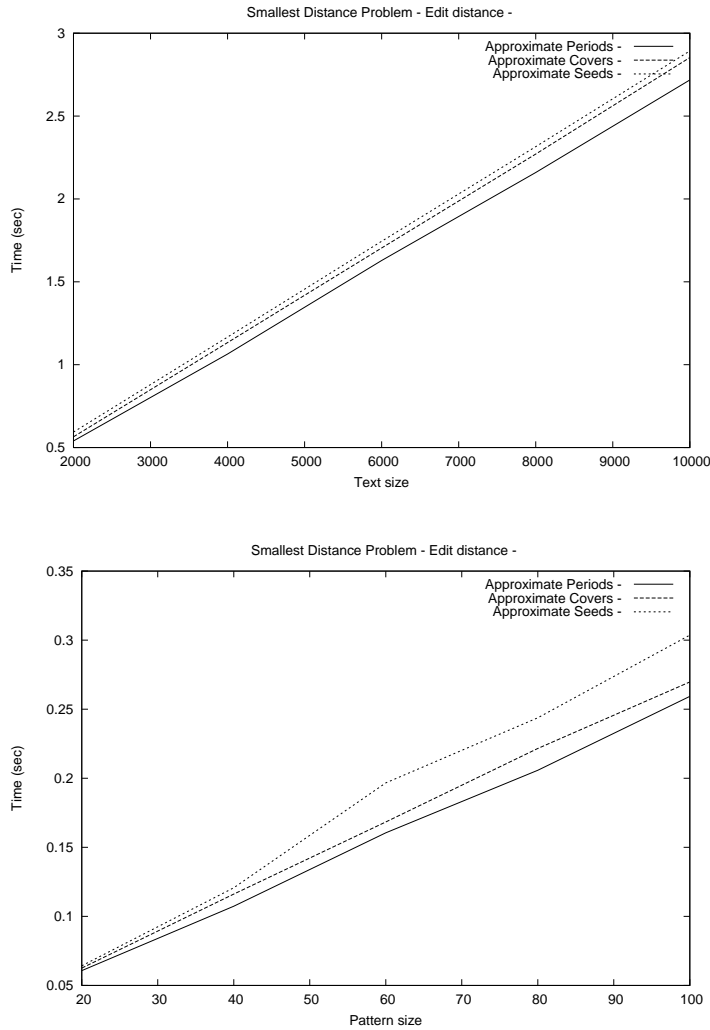 Smallest Distance Problem - Edit distance -
3
2.5
2
1.5
1
0.5
Time (sec)
Approximate Periods -
Approximate Covers -
Approximate Seeds -
2000 3000 4000 5000 6000 7000 8000 9000 10000
Text size
Smallest Distance Problem - Edit distance -
0.35
0.3
0.25
0.2
0.15
0.1
0.05
Time (sec)
Approximate Periods -
Approximate Covers -
Approximate Seeds -
20 30 40 50 60 70 80 90 100
Pattern size